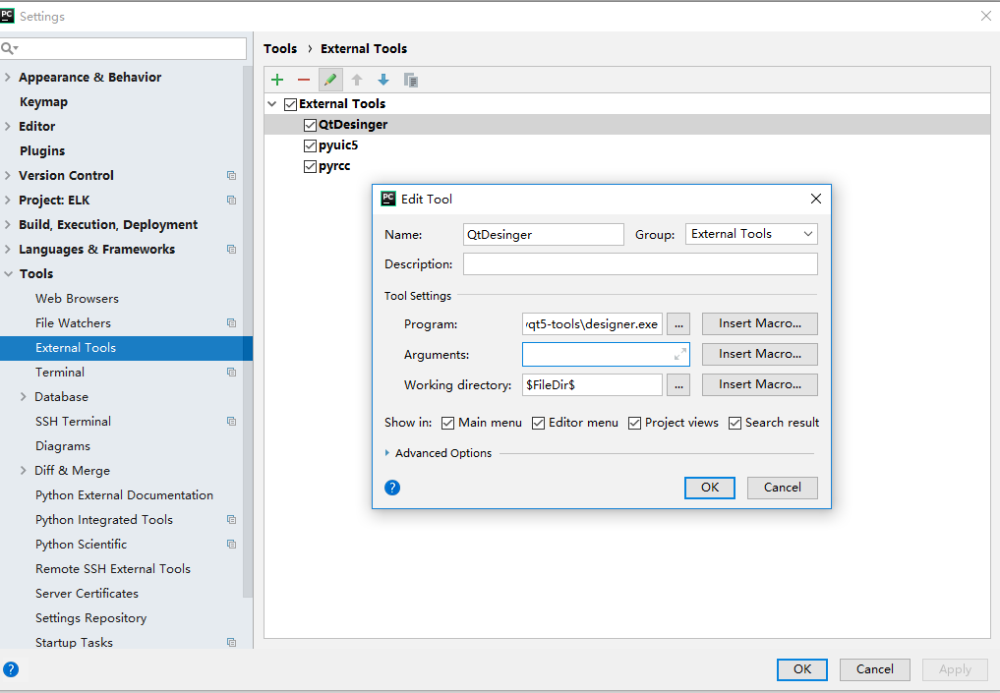 PC Settings
Tools › External Tools
Appearance & Behavior
Keymap
Editor
Plugins
Version Control
Project: ELK
Build, Execution, Deployment
Languages & Frameworks
Tools
Web Browsers
File Watchers
External Tools
Terminal
Database
SSH Terminal
Diagrams
Diff & Merge
Python External Documentation
Python Integrated Tools
Python Scientific
Remote SSH External Tools
Server Certificates
Settings Repository
Startup Tasks
External Tools
QtDesinger
pyuic5
pyrcc
PC Edit Tool
Name: QtDesinger Group: External Tools
Description:
Tool Settings
Program: qt5-tools\designer.exe ... Insert Macro...
Arguments: Insert Macro...
Working directory: $FileDir$ ... Insert Macro...
Show in: Main menu Editor menu Project views Search result
Advanced Options
? OK Cancel
? OK Cancel Apply